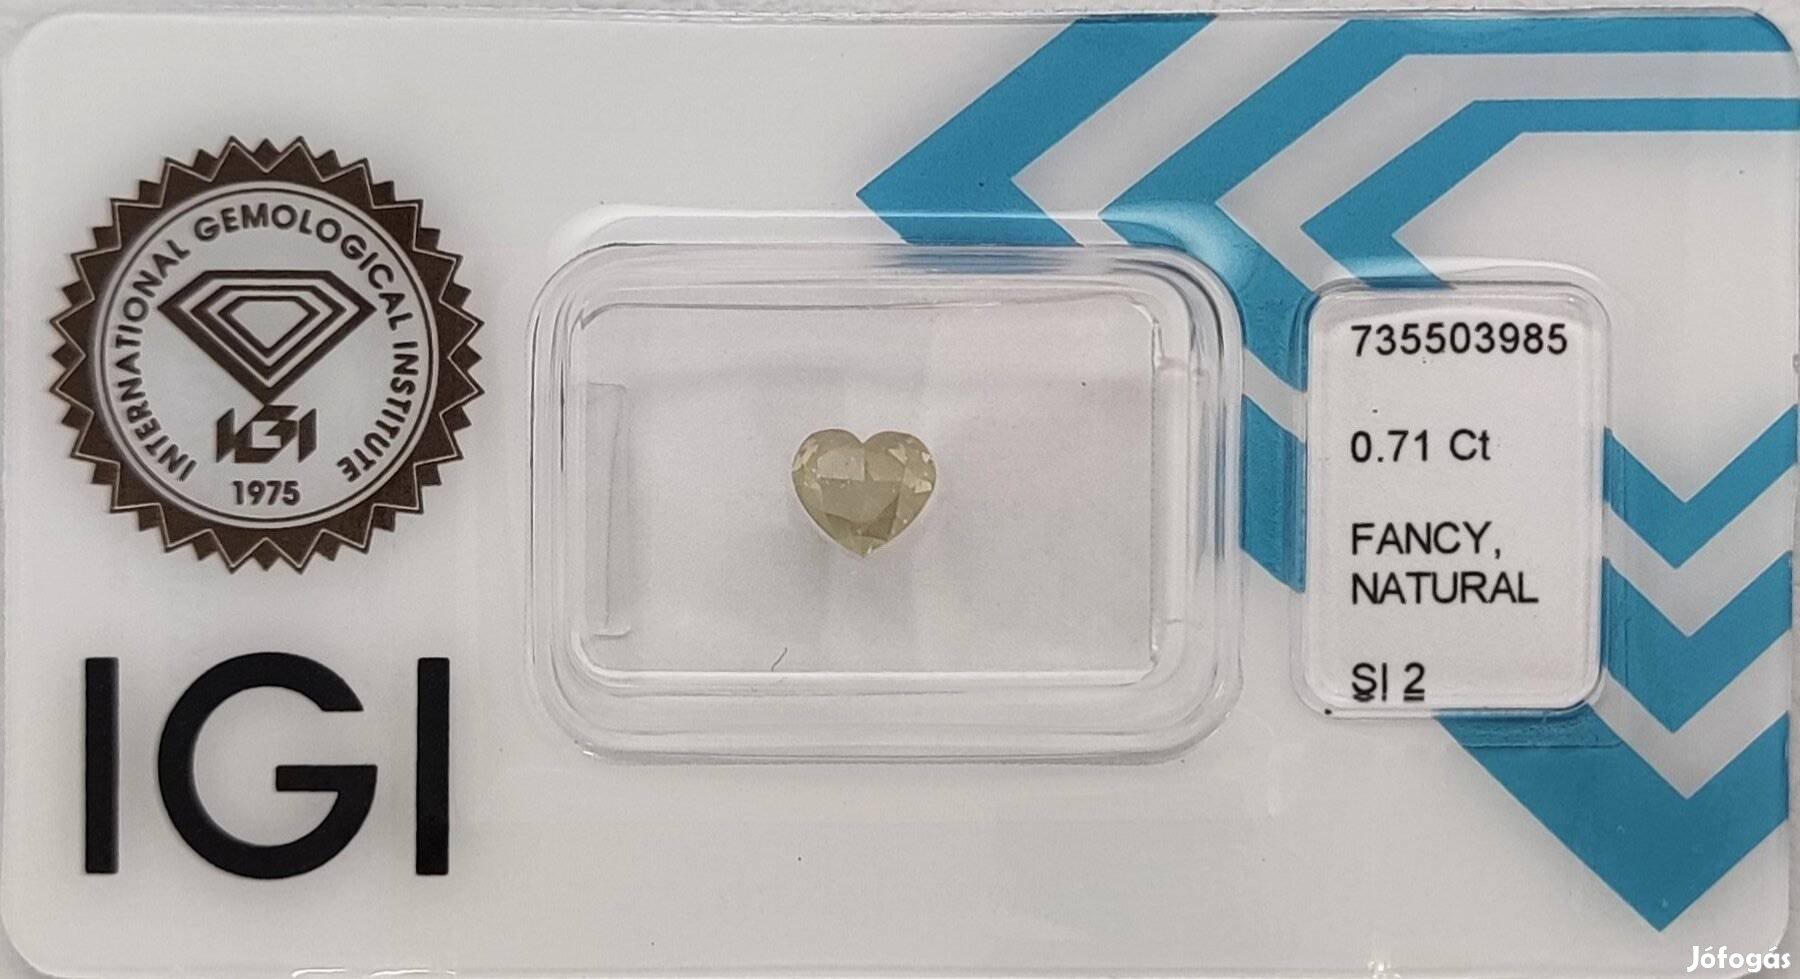 INTERNATIONAL GEMOLOGICAL INSTITUTE
IGI
1975
IGI
735503985
0.71 Ct
FANCY,
NATURAL
SI 2
Jófogás